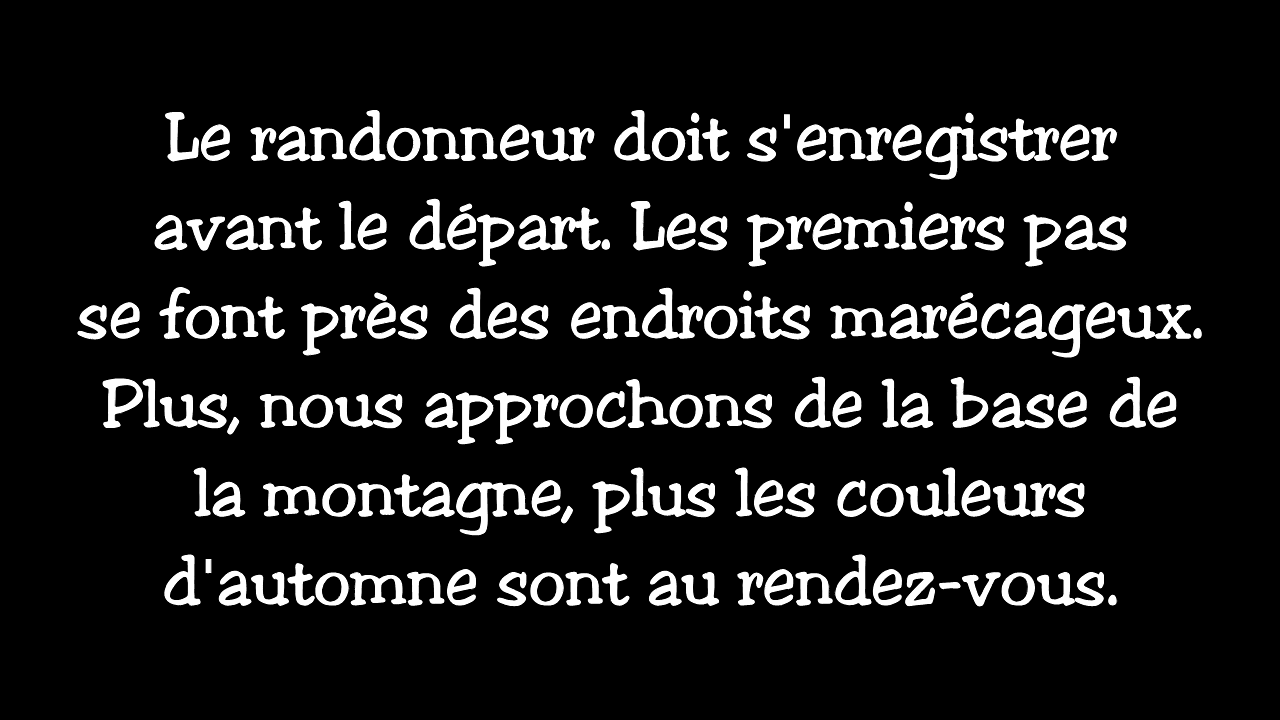 Le randonneur doit s'enregistrer
avant le départ. Les premiers pas
se font près des endroits marécageux.
Plus, nous approchons de la base de
la montagne, plus les couleurs
d'automne sont au rendez-vous.